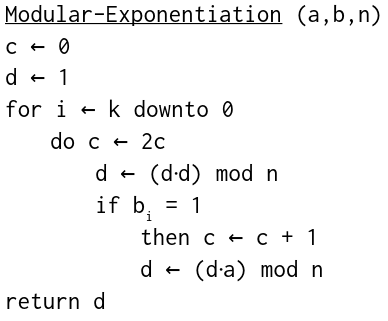 Modular-Exponentiation (a,b,n)
c ← 0
d ← 1
for i ← k downto 0
do c ← 2c
d ← (d·d) mod n
if bᵢ = 1
then c ← c + 1
d ← (d·a) mod n
return d